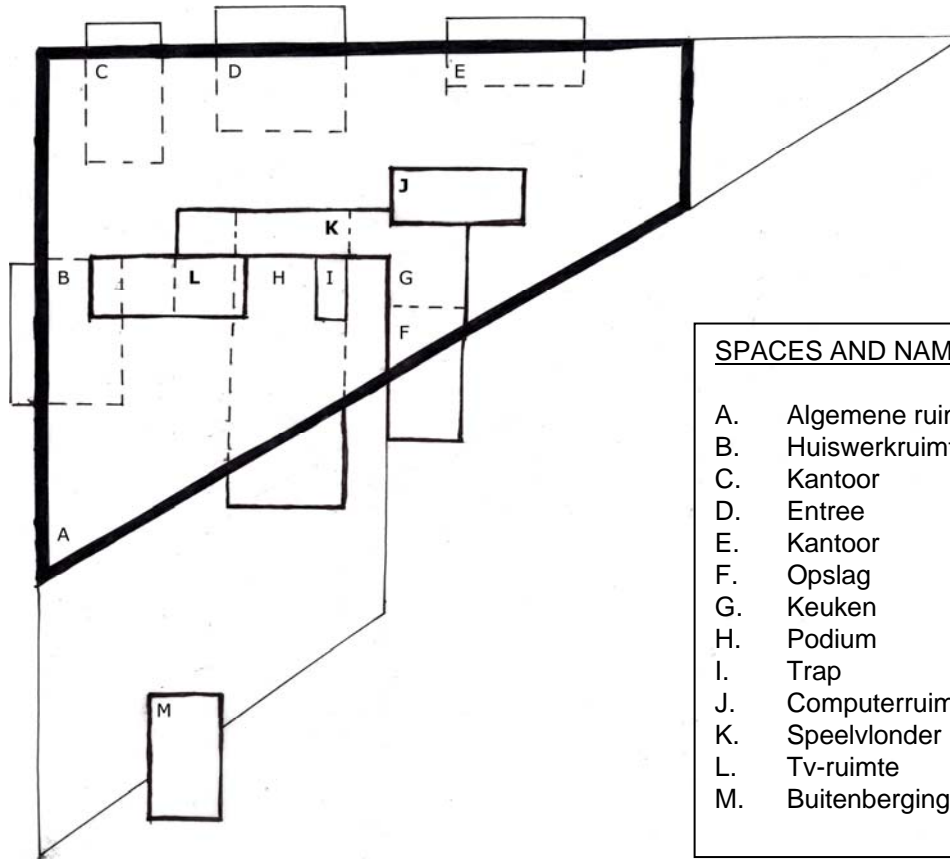 C
D
E
J
K
B
L
H
I
G
F
A
M
SPACES AND NAM
A. Algemene ruim
B. Huiswerkruimt
C. Kantoor
D. Entree
E. Kantoor
F. Opslag
G. Keuken
H. Podium
I. Trap
J. Computerruim
K. Speelvlonder
L. Tv-ruimte
M. Buitenberging